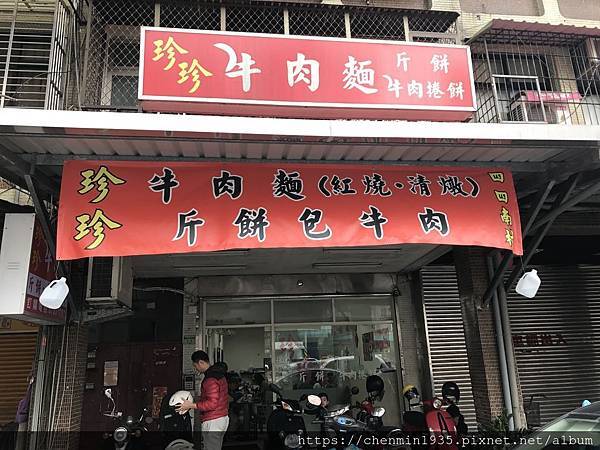 珍珍牛肉麵
斤餅
牛肉捲餅
珍珍
牛肉麵(紅燒·清燉)
斤餅包牛肉
四四南村
https://chenmin1935.pixnet.net/album